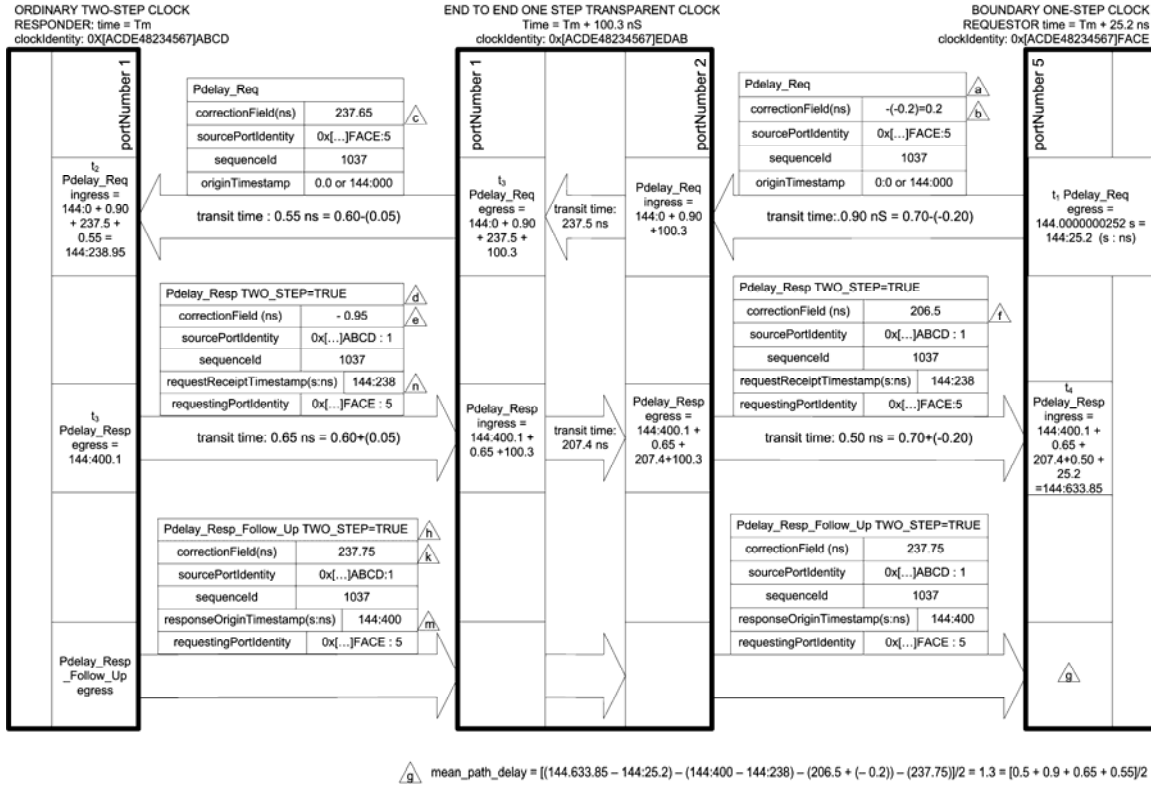 ORDINARY TWO-STEP CLOCK
RESPONDER: time = Tm
clockIdentity: 0X[ACDE48234567]ABCD
END TO END ONE STEP TRANSPARENT CLOCK
Time = Tm + 100.3 nS
clockIdentity: 0x[ACDE48234567]EDAB
BOUNDARY ONE-STEP CLOCK
REQUESTOR time = Tm + 25.2 ns
clockIdentity: 0x[ACDE48234567]FACE
portNumber 1
portNumber 1
portNumber 2
portNumber 5
Pdelay_Req
correctionField(ns) 237.65
c
sourcePortIdentity 0x[...]FACE:5
sequenceId 1037
originTimestamp 0.0 or 144:000
Pdelay_Req
a
correctionField(ns) -(-0.2)=0.2
b
sourcePortIdentity 0x[...]FACE:5
sequenceId 1037
originTimestamp 0:0 or 144:000
t2
Pdelay_Req
ingress =
144:0 + 0.90
+ 237.5 +
0.55 =
144:238.95
transit time : 0.55 ns = 0.60-(0.05)
t3
Pdelay_Req
egress =
144:0 + 0.90
+ 237.5 +
100.3
transit time:
237.5 ns
Pdelay_Req
ingress =
144:0 + 0.90
+100.3
transit time:.0.90 nS = 0.70-(-0.20)
t1 Pdelay_Req
egress =
144.0000000252 s =
144:25.2 (s : ns)
Pdelay_Resp TWO_STEP=TRUE
d
correctionField (ns) - 0.95
e
sourcePortIdentity 0x[...]ABCD : 1
sequenceId 1037
requestReceiptTimestamp(s:ns) 144:238
n
requestingPortIdentity 0x[...]FACE : 5
Pdelay_Resp TWO_STEP=TRUE
correctionField (ns) 206.5
f
sourcePortIdentity 0x[...]ABCD : 1
sequenceId 1037
requestReceiptTimestamp(s:ns) 144:238
requestingPortIdentity 0x[...]FACE:5
t3
Pdelay_Resp
egress =
144:400.1
transit time: 0.65 ns = 0.60+(0.05)
Pdelay_Resp
ingress =
144:400.1 +
0.65 +100.3
transit time:
207.4 ns
Pdelay_Resp
egress =
144:400.1 +
0.65 +
207.4+100.3
transit time: 0.50 ns = 0.70+(-0.20)
t4
Pdelay_Resp
ingress =
144:400.1 +
0.65 +
207.4+0.50 +
25.2
=144:633.85
Pdelay_Resp_Follow_Up TWO_STEP=TRUE
h
correctionField(ns) 237.75
k
sourcePortIdentity 0x[...]ABCD:1
sequenceId 1037
responseOriginTimestamp(s:ns) 144:400
m
requestingPortIdentity 0x[...]FACE : 5
Pdelay_Resp_Follow_Up TWO_STEP=TRUE
correctionField (ns) 237.75
sourcePortIdentity 0x[...]ABCD : 1
sequenceId 1037
responseOriginTimestamp(s:ns) 144:400
requestingPortIdentity 0x[...]FACE : 5
Pdelay_Resp
_Follow_Up
egress
g
g mean_path_delay = [(144.633.85 – 144:25.2) – (144:400 – 144:238) – (206.5 + (– 0.2)) – (237.75)]/2 = 1.3 = [0.5 + 0.9 + 0.65 + 0.55]/2